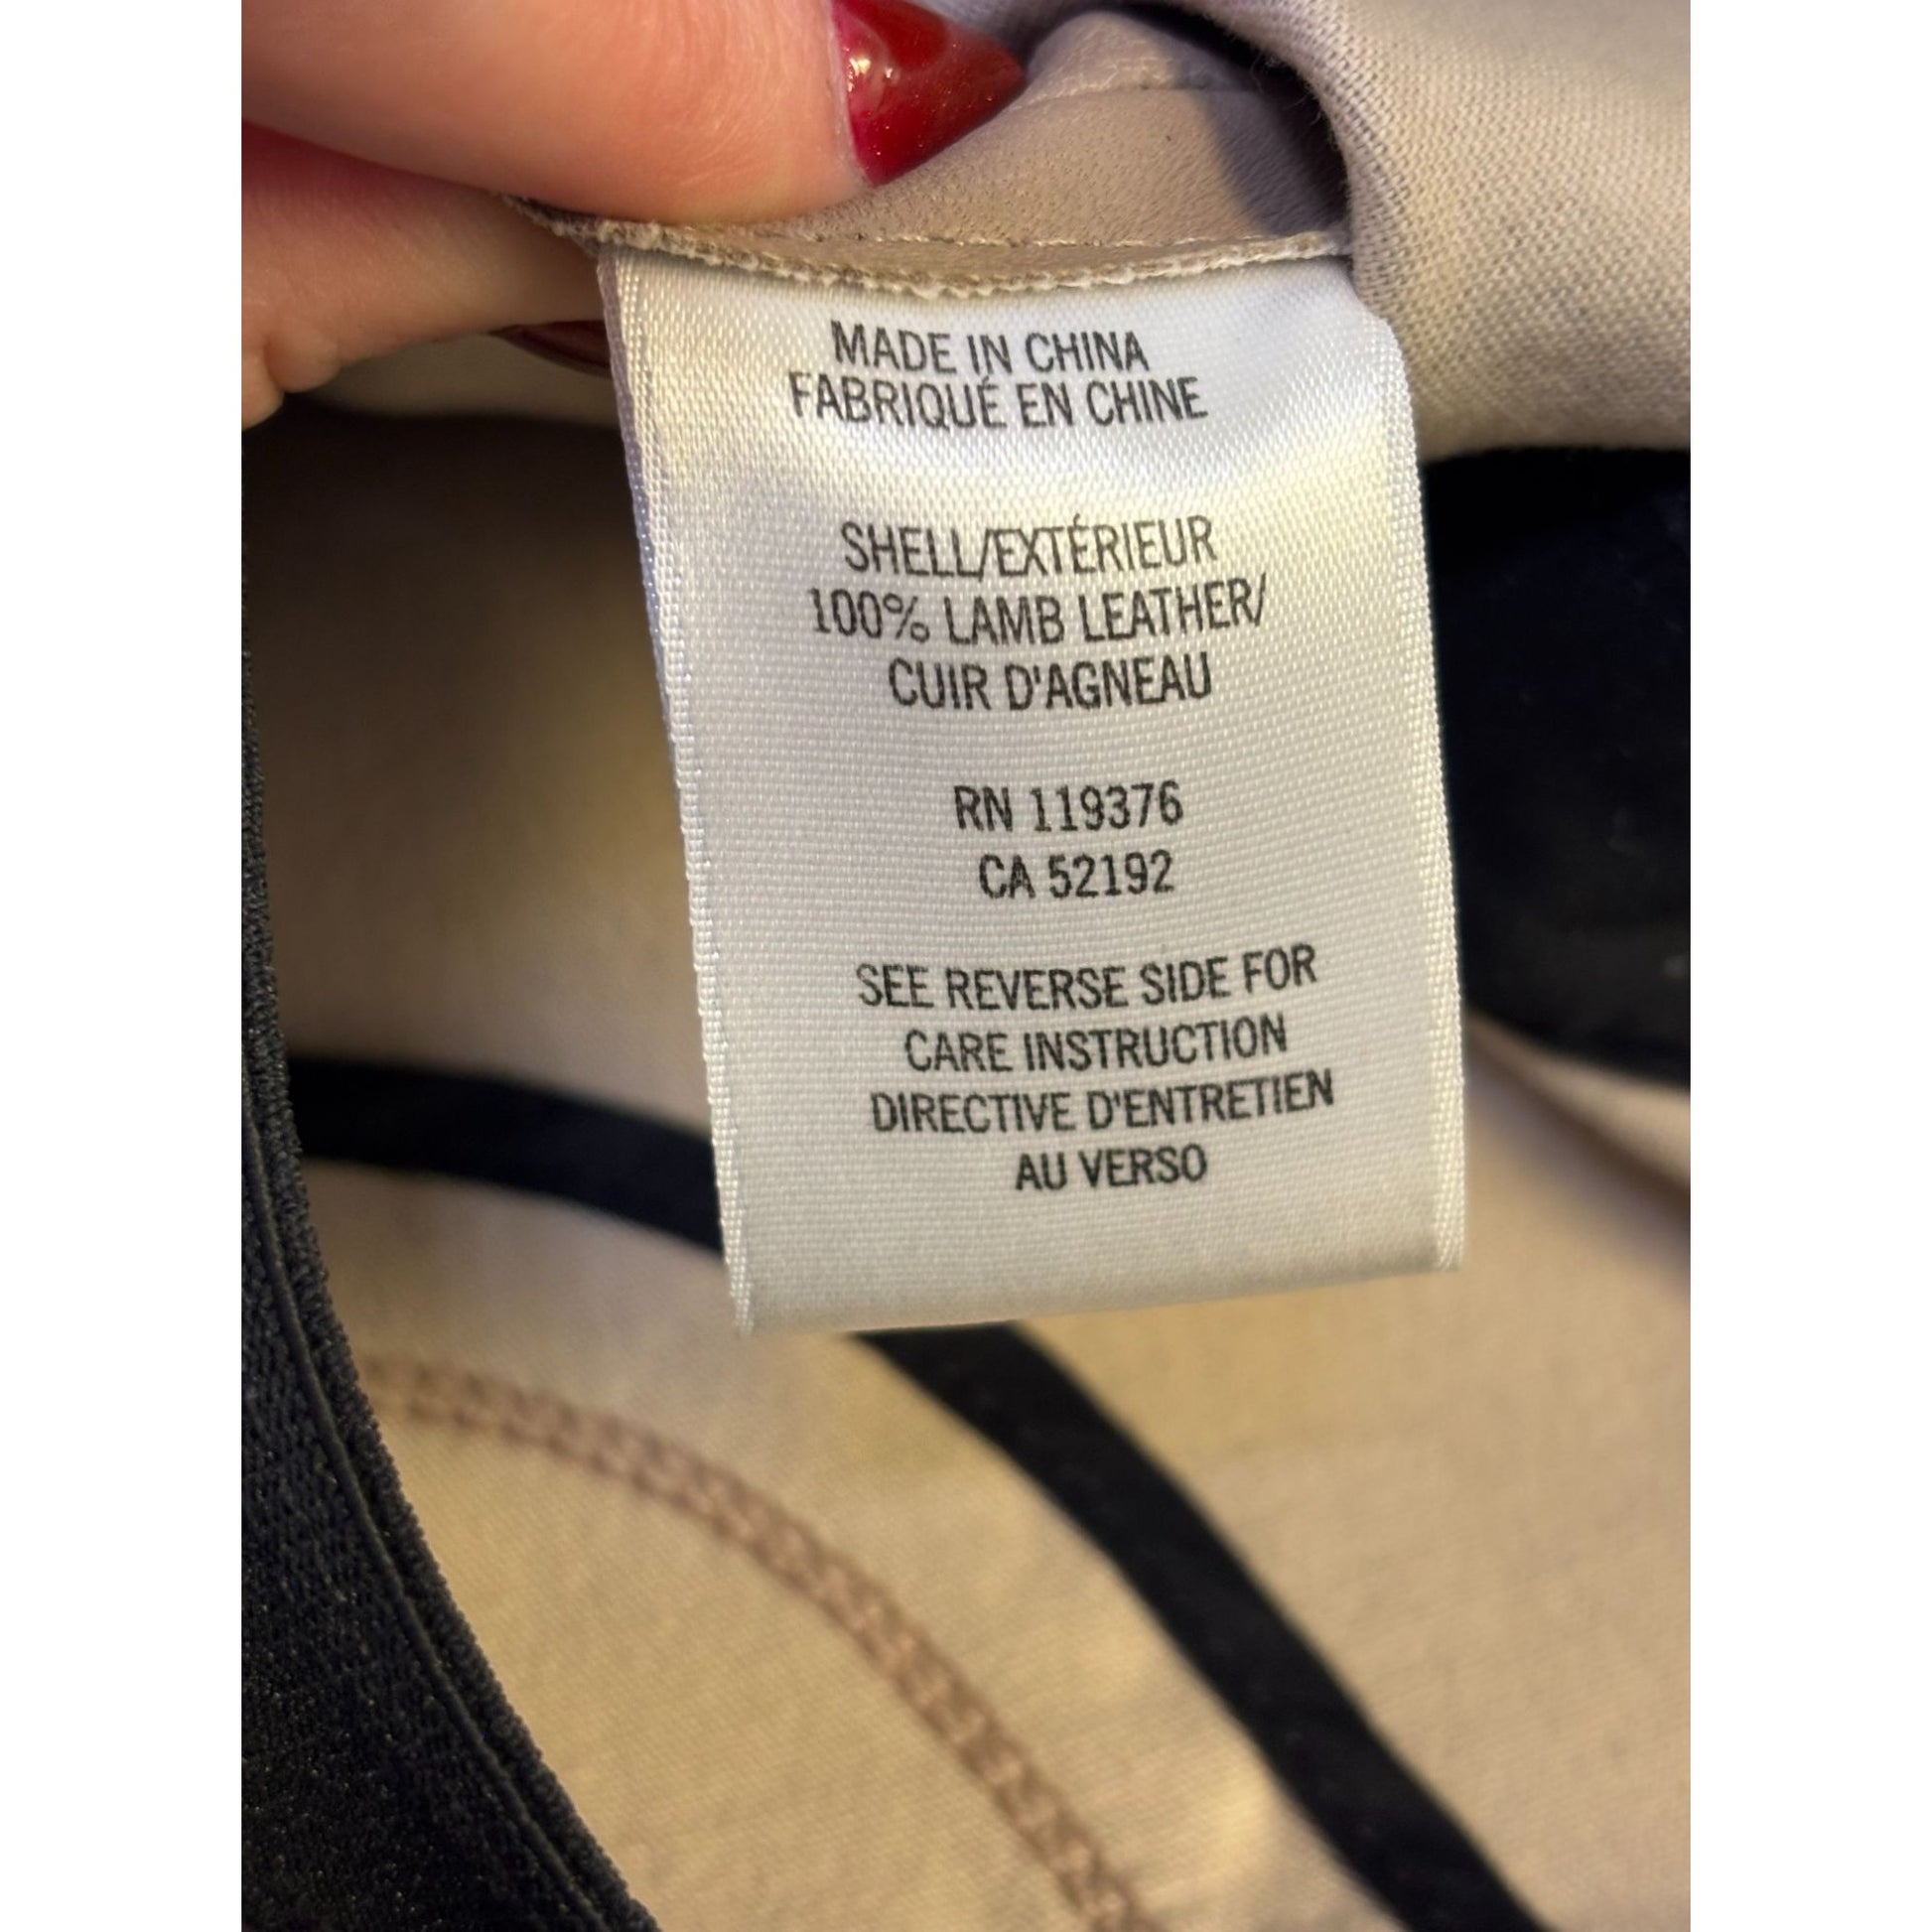 MADE IN CHINA
FABRIQUÉ EN CHINE
SHELL/EXTÉRIEUR
100% LAMB LEATHER/
CUIR D'AGNEAU
RN 119376
CA 52192
SEE REVERSE SIDE FOR
CARE INSTRUCTION
DIRECTIVE D'ENTRETIEN
AU VERSO